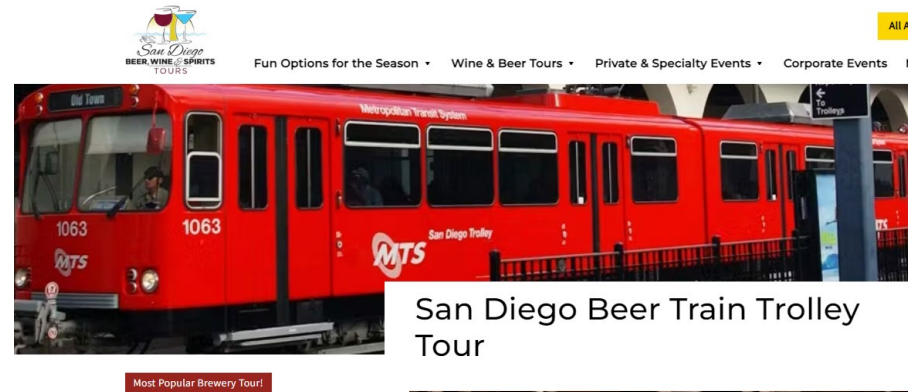 San Diego
BEER, WINE & SPIRITS
TOURS
All A
Fun Options for the Season
Wine & Beer Tours
Private & Specialty Events
Corporate Events
Old Town
Metropolitan Transit System
←
To
Trolleys
1063
1063
MTS
MTS
San Diego Trolley
MTS
17
San Diego Beer Train Trolley
Tour
Most Popular Brewery Tour!